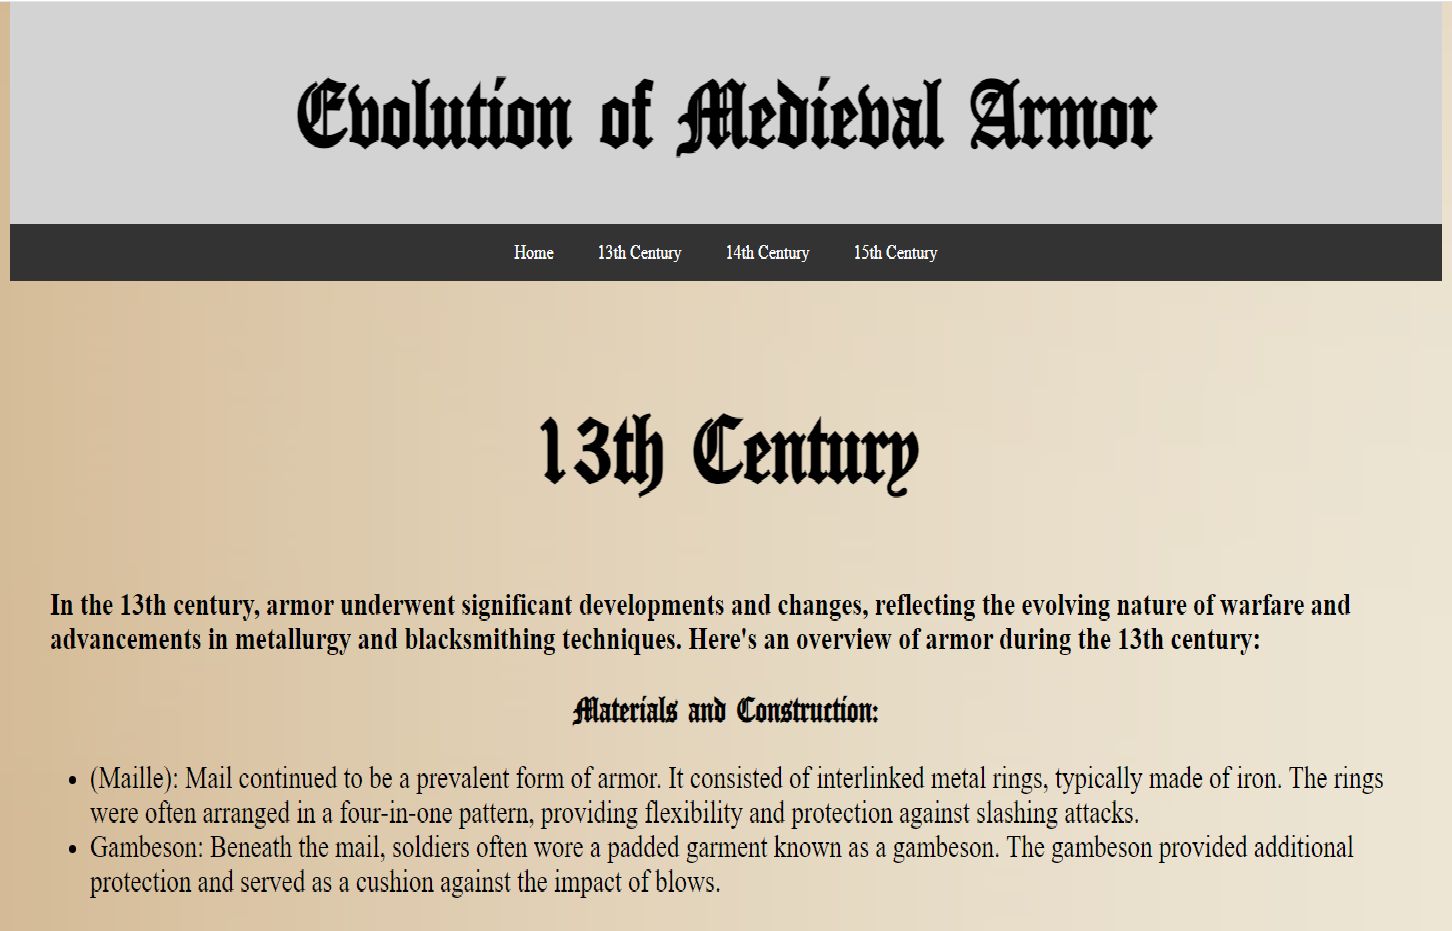 Evolution of Medieval Armor
Home 13th Century 14th Century 15th Century
13th Century
In the 13th century, armor underwent significant developments and changes, reflecting the evolving nature of warfare and
advancements in metallurgy and blacksmithing techniques. Here's an overview of armor during the 13th century:
Materials and Construction:
• (Maille): Mail continued to be a prevalent form of armor. It consisted of interlinked metal rings, typically made of iron. The rings
were often arranged in a four-in-one pattern, providing flexibility and protection against slashing attacks.
• Gambeson: Beneath the mail, soldiers often wore a padded garment known as a gambeson. The gambeson provided additional
protection and served as a cushion against the impact of blows.